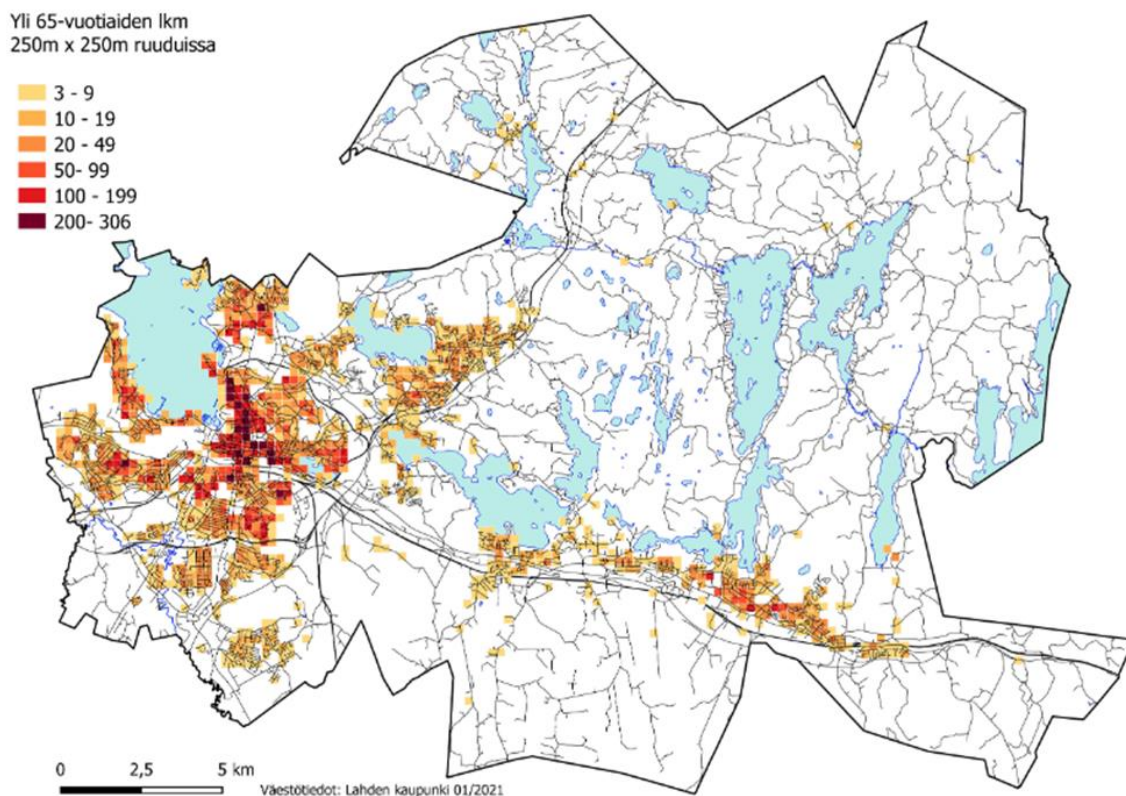 Yli 65-vuotiaiden lkm
250m x 250m ruuduissa
3 - 9
10 - 19
20 - 49
50- 99
100 - 199
200- 306
0 2,5 5 km
Väestötiedot: Lahden kaupunki 01/2021